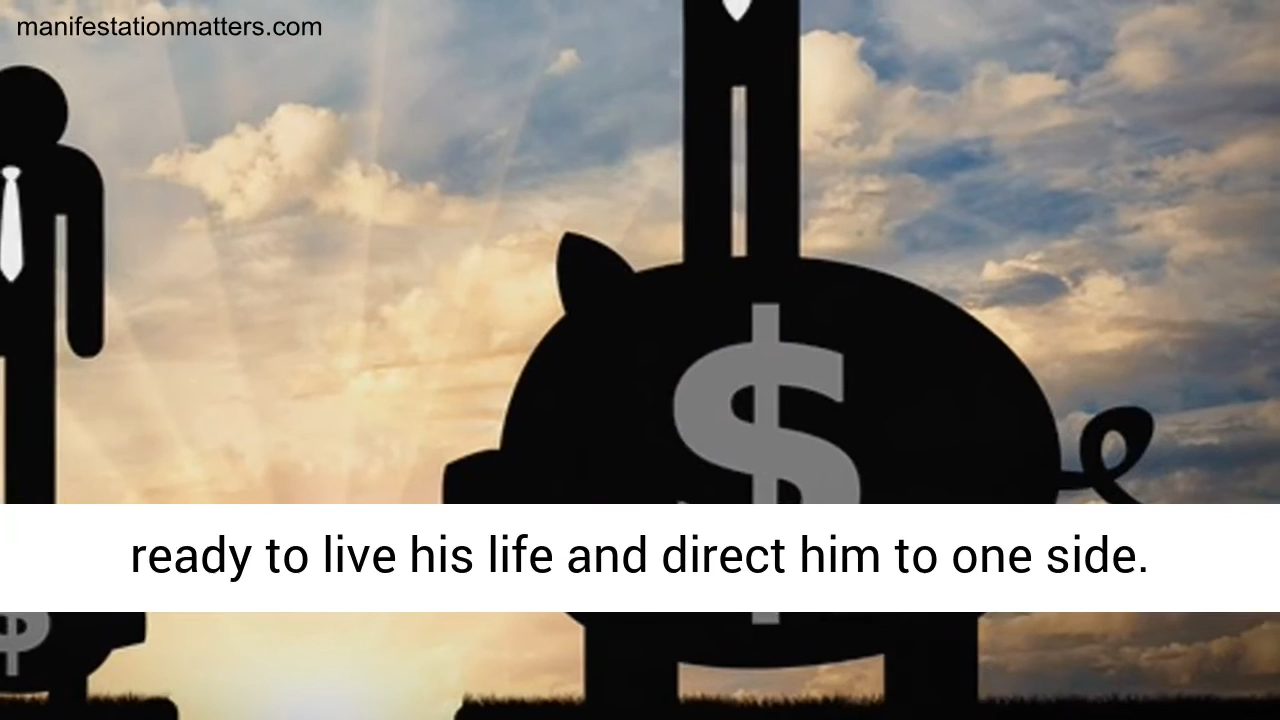 manifestationmatters.com
$
ready to live his life and direct him to one side.
$